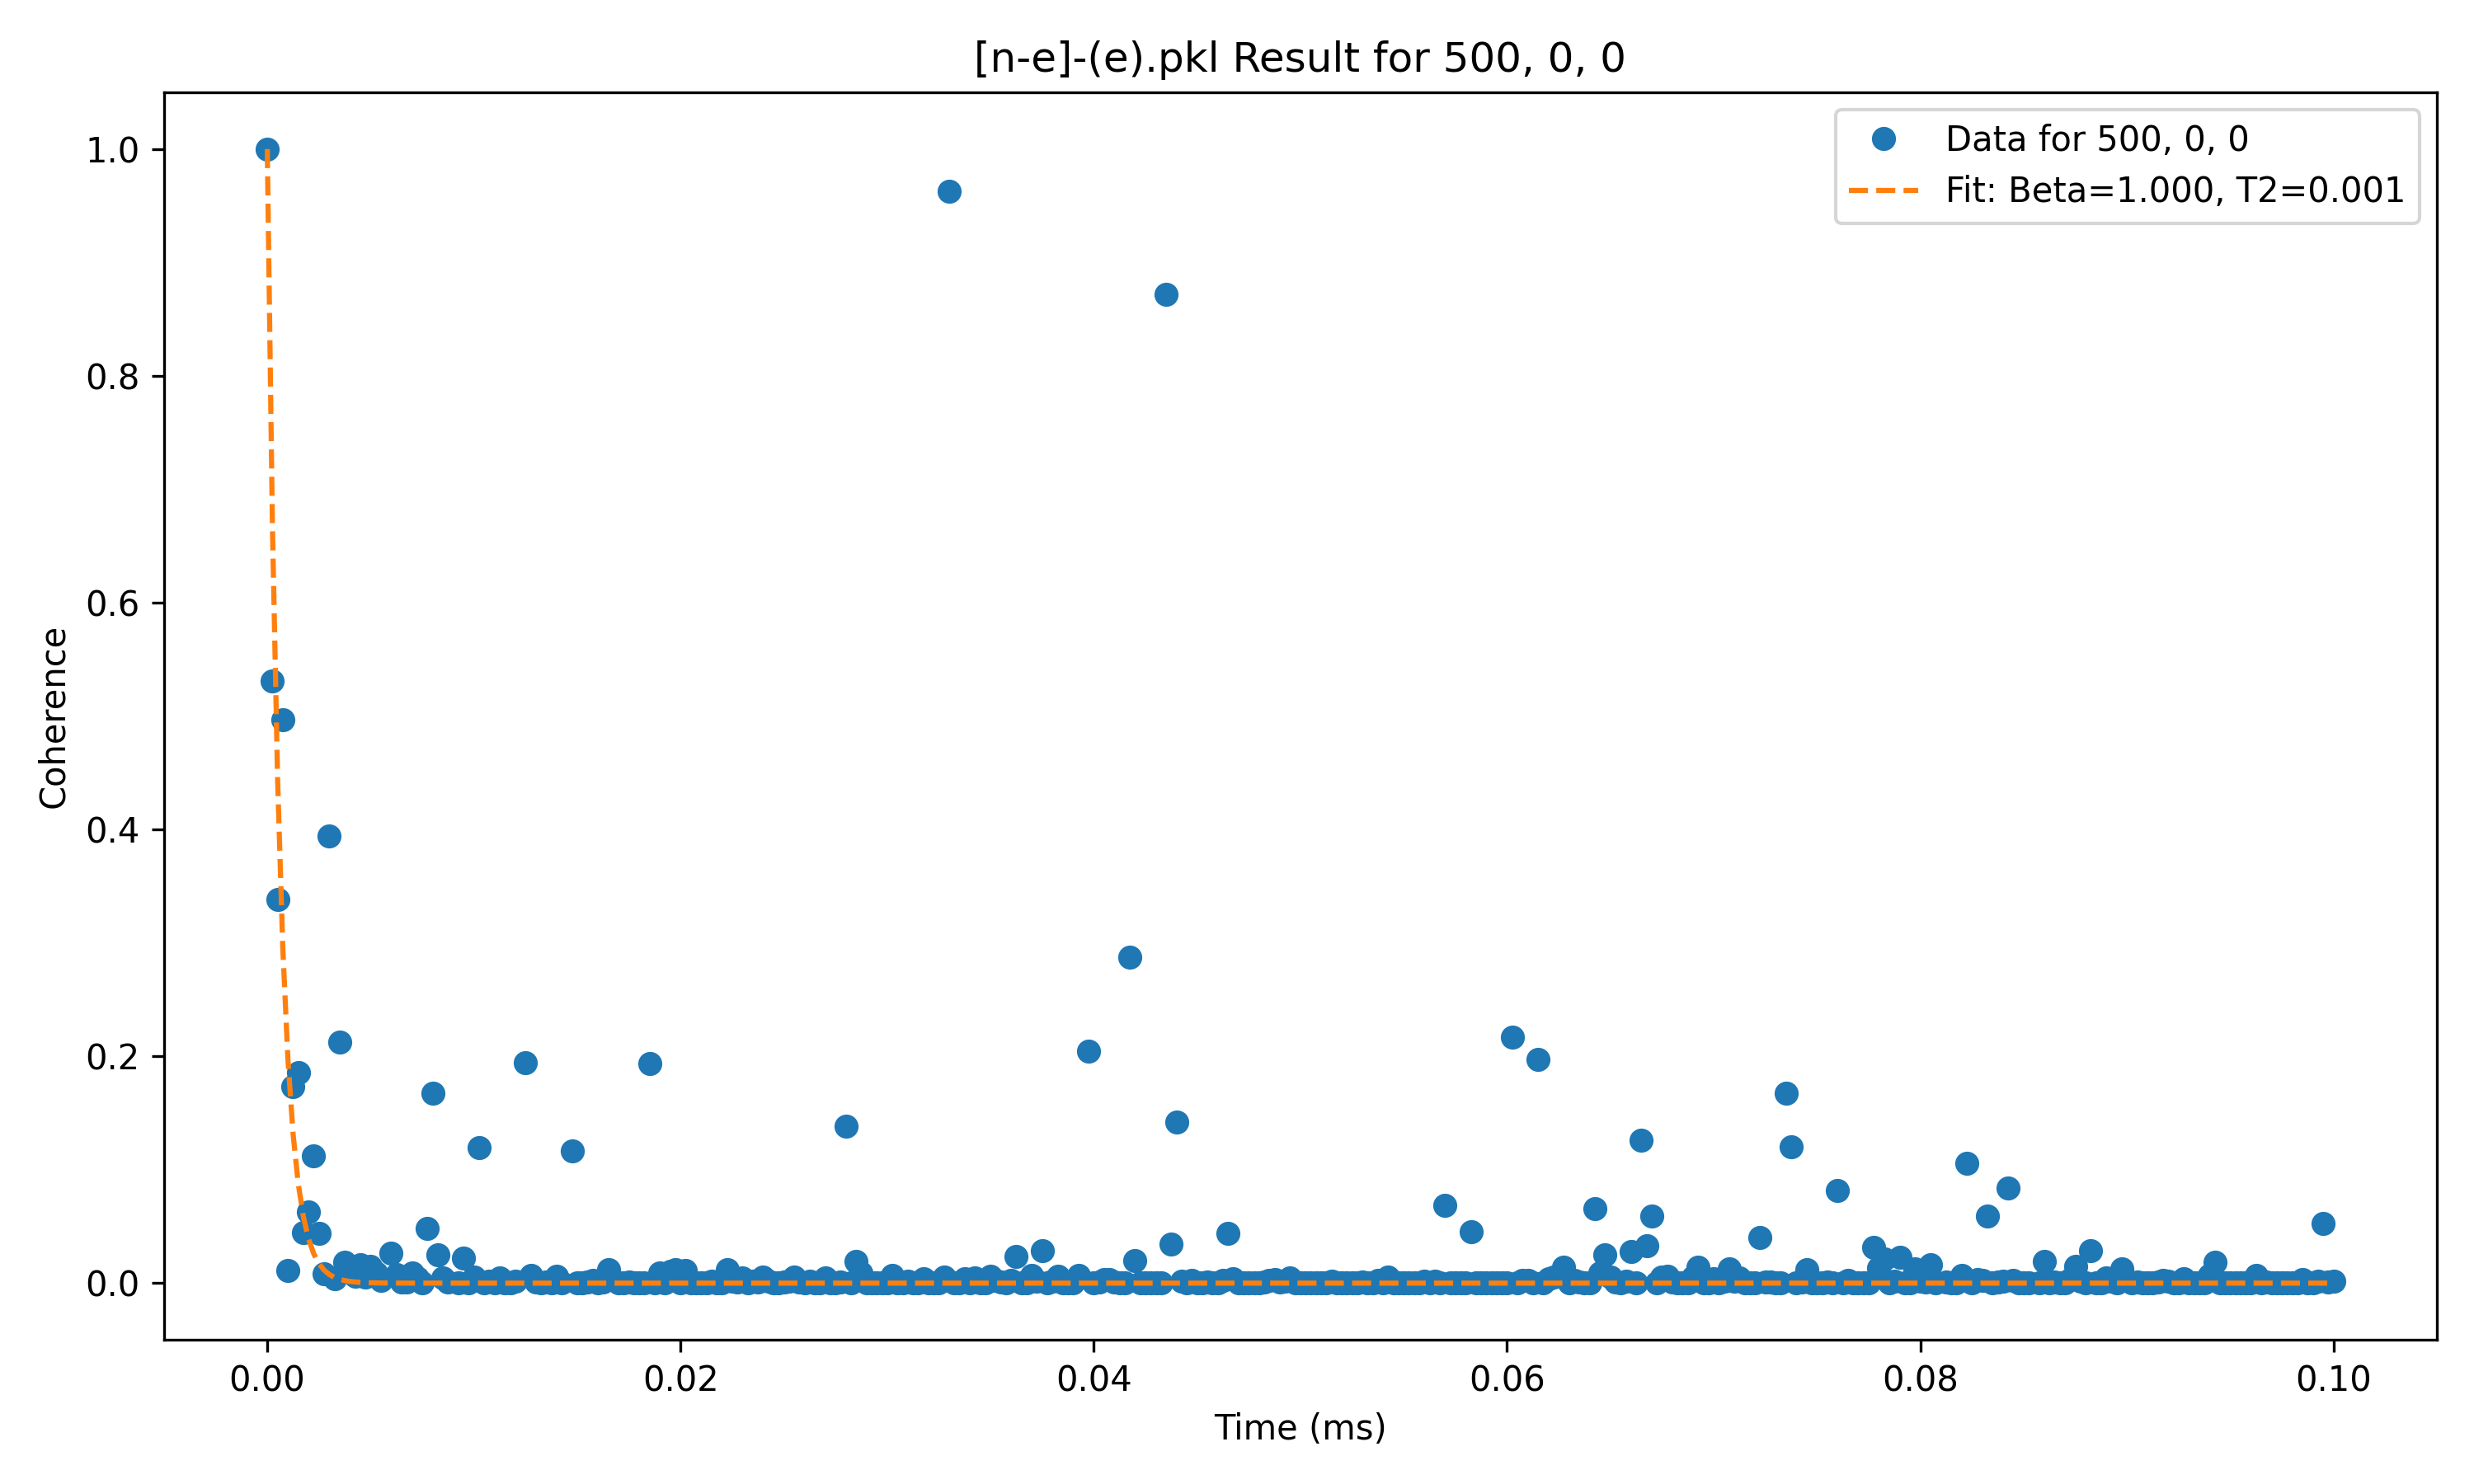 [n-e]-(e).pkl Result for 500, 0, 0
Data for 500, 0, 0
Fit: Beta=1.000, T2=0.001
Coherence
1.0
0.8
0.6
0.4
0.2
0.0
0.00
0.02
0.04
0.06
0.08
0.10
Time (ms)